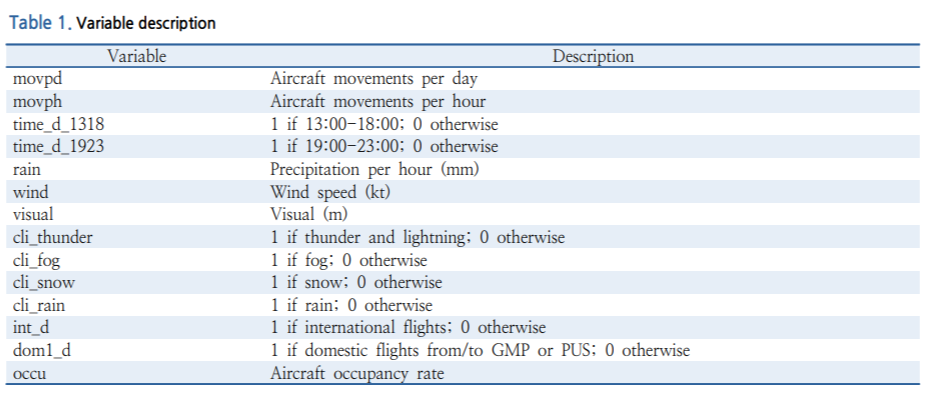 Table 1. Variable description
Variable Description
movpd Aircraft movements per day
movph Aircraft movements per hour
time_d_1318 1 if 13:00-18:00; 0 otherwise
time_d_1923 1 if 19:00-23:00; 0 otherwise
rain Precipitation per hour (mm)
wind Wind speed (kt)
visual Visual (m)
cli_thunder 1 if thunder and lightning; 0 otherwise
cli_fog 1 if fog; 0 otherwise
cli_snow 1 if snow; 0 otherwise
cli_rain 1 if rain; 0 otherwise
int_d 1 if international flights; 0 otherwise
dom1_d 1 if domestic flights from/to GMP or PUS; 0 otherwise
occu Aircraft occupancy rate